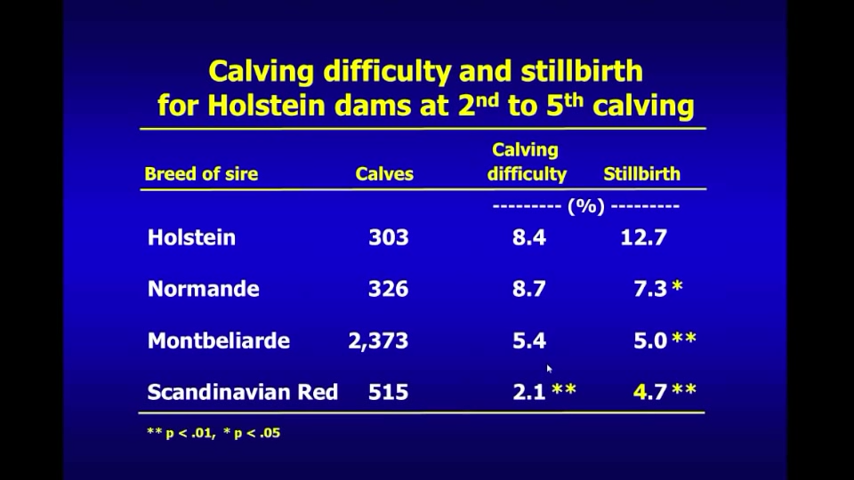 Calving difficulty and stillbirth
for Holstein dams at 2nd to 5th calving
Calving
Breed of sire Calves difficulty Stillbirth
--------- (%) ---------
Holstein 303 8.4 12.7
Normande 326 8.7 7.3 *
Montbeliarde 2,373 5.4 5.0 **
Scandinavian Red 515 2.1 ** 4.7 **
** p < .01, * p < .05